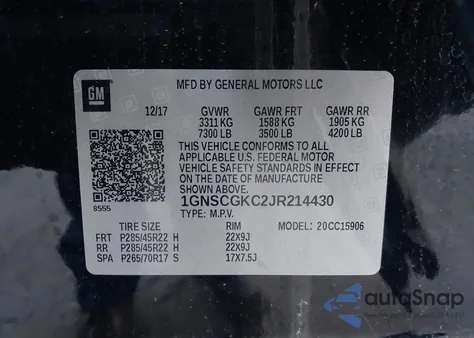 GM
MFD BY GENERAL MOTORS LLC
12/17 GVWR GAWR FRT GAWR RR
3311 KG 1588 KG 1905 KG
7300 LB 3500 LB 4200 LB
THIS VEHICLE CONFORMS TO ALL
APPLICABLE U.S. FEDERAL MOTOR
VEHICLE SAFETY STANDARDS IN EFFECT
ON THE DATE OF MANUFACTURE
SHOWN ABOVE.
8555
1GNSCGKC2JR214430
TYPE: M.P.V. MODEL: 20CC15906
TIRE SIZE RIM
FRT P285/45R22 H 22X9J
RR P285/45R22 H 22X9J
SPA P265/70R17 S 17X7.5J
autoSnap